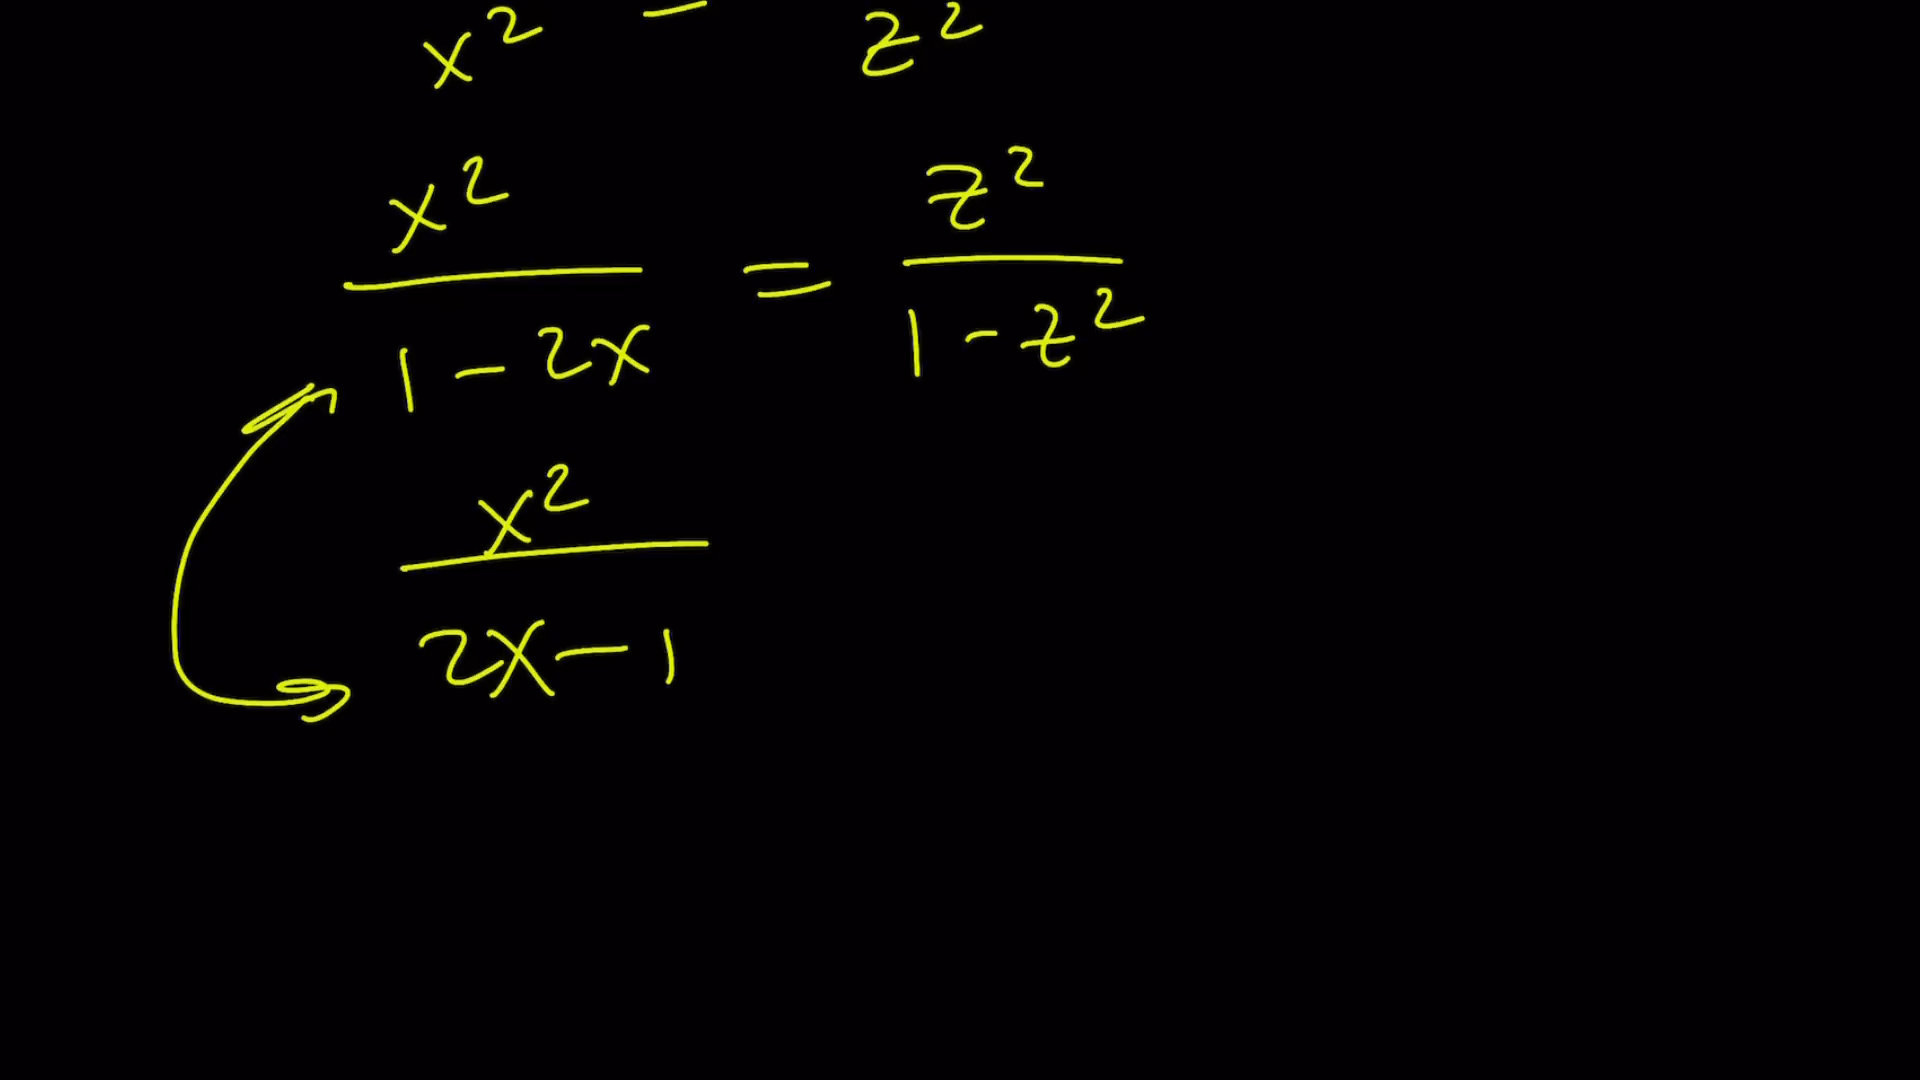 x² = z²
x² / 1 - 2x = z² / 1 - z²
x² / 2x - 1